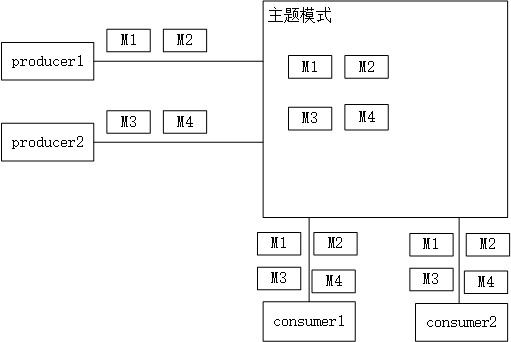 主题模式
M1 M2
producer1
M1 M2
M3 M4
producer2
M3 M4
M1 M2
M3 M4
consumer1
M1 M2
M3 M4
consumer2